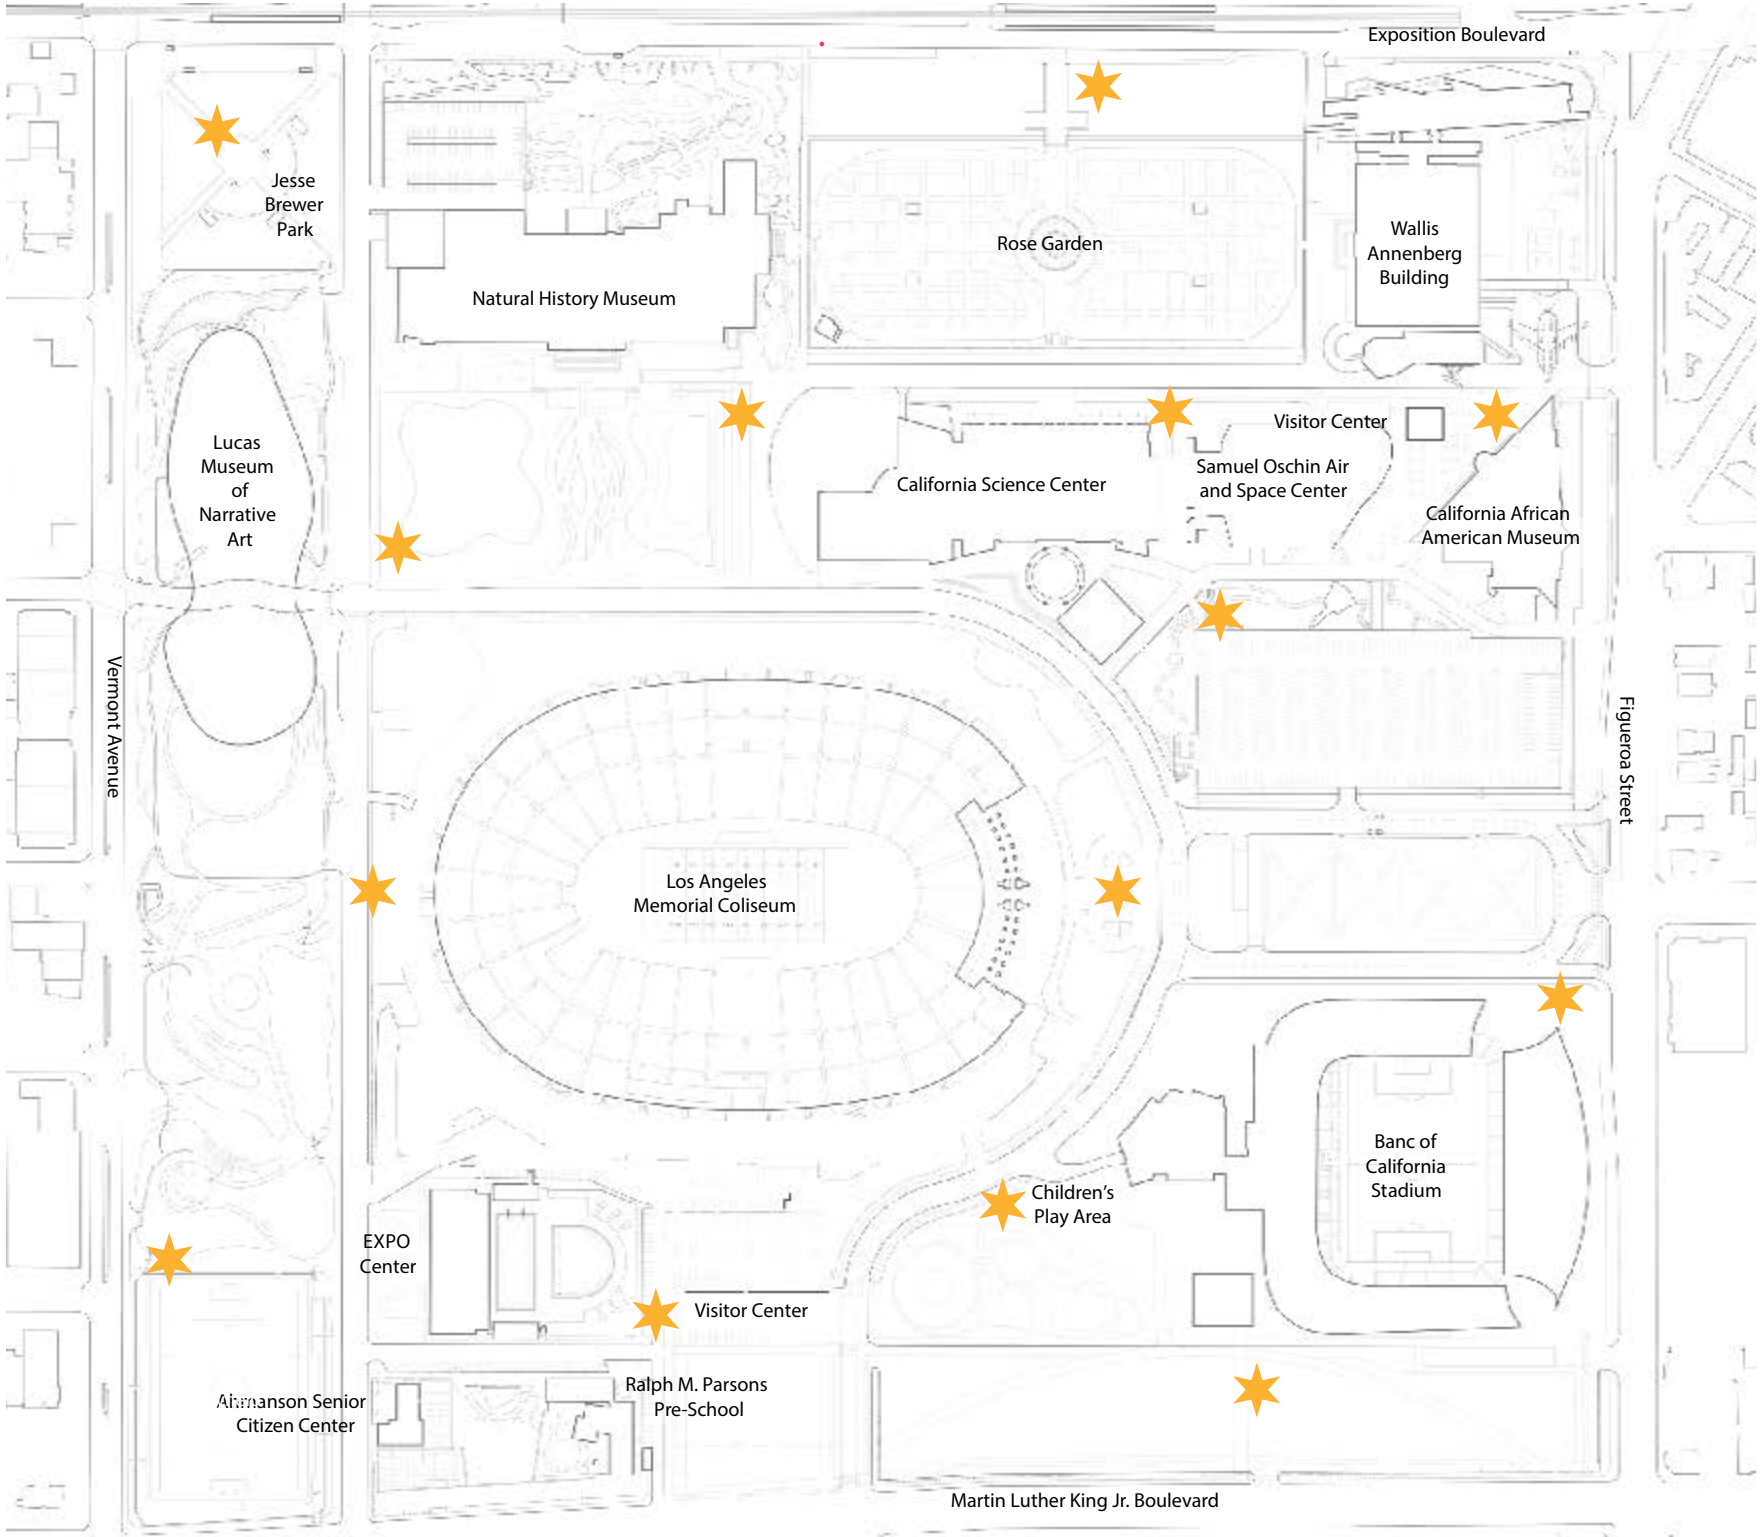 Exposition Boulevard
Jesse
Brewer
Park
Natural History Museum
Rose Garden
Wallis
Annenberg
Building
Lucas
Museum
of
Narrative
Art
California Science Center
Visitor Center
Samuel Oschin Air
and Space Center
California African
American Museum
Vermont Avenue
Figueroa Street
Los Angeles
Memorial Coliseum
Banc of
California
Stadium
Children's
Play Area
EXPO
Center
Visitor Center
Ralph M. Parsons
Pre-School
Ahmanson Senior
Citizen Center
Martin Luther King Jr. Boulevard